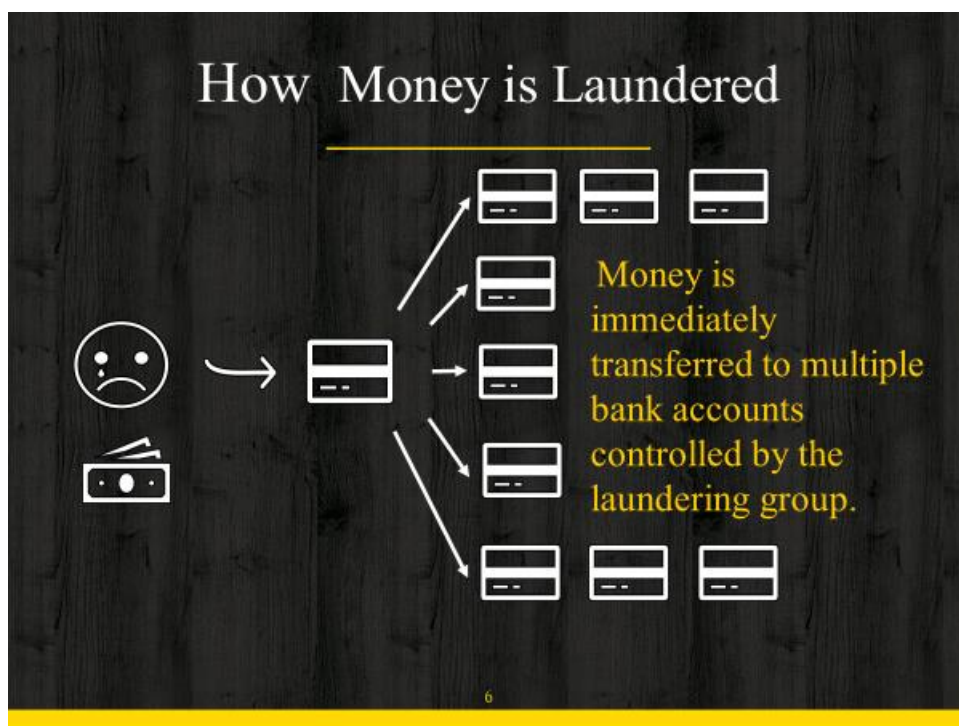 How Money is Laundered
Money is
immediately
transferred to multiple
bank accounts
controlled by the
laundering group.
6